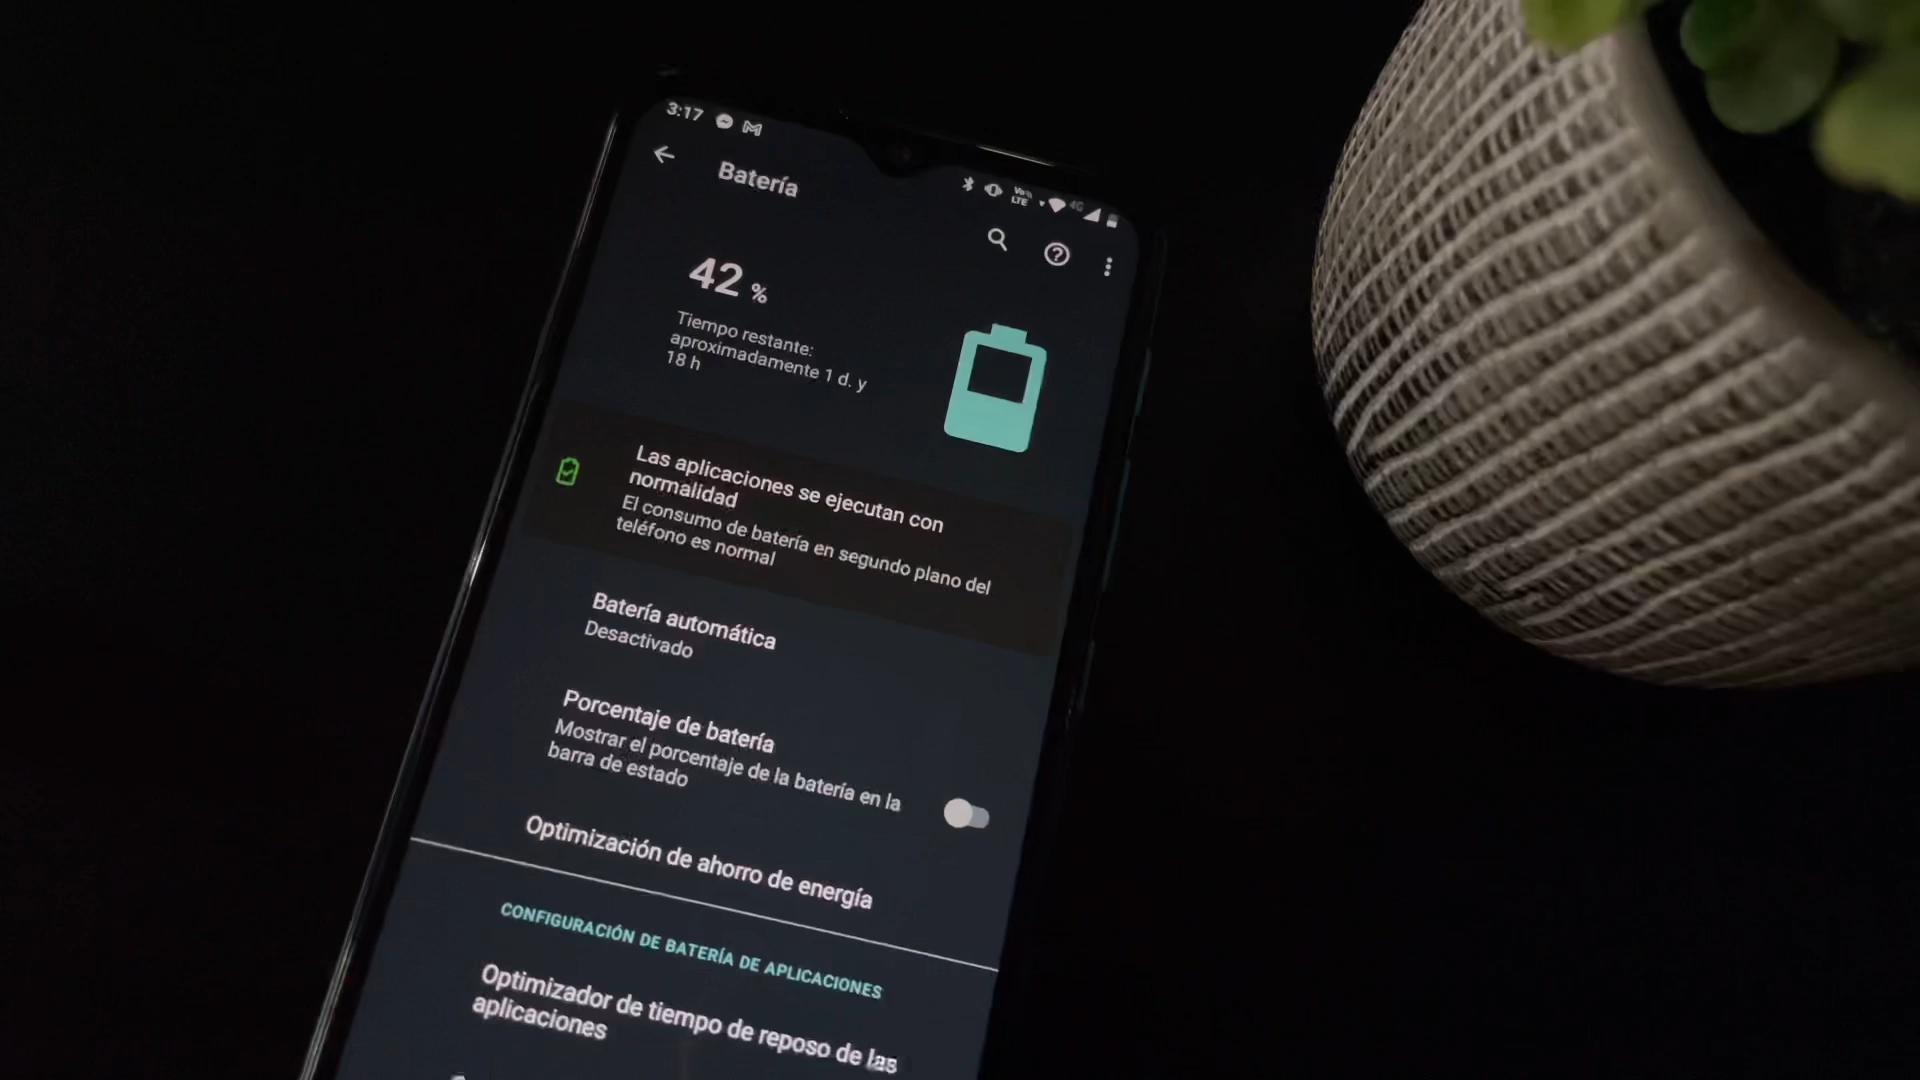 3:17
Vo))
LTE
4G
Batería
42 %
Tiempo restante:
aproximadamente 1 d. y
18 h
Las aplicaciones se ejecutan con
normalidad
El consumo de batería en segundo plano del
teléfono es normal
Batería automática
Desactivado
Porcentaje de batería
Mostrar el porcentaje de la batería en la
barra de estado
Optimización de ahorro de energía
CONFIGURACIÓN DE BATERÍA DE APLICACIONES
Optimizador de tiempo de reposo de las
aplicaciones